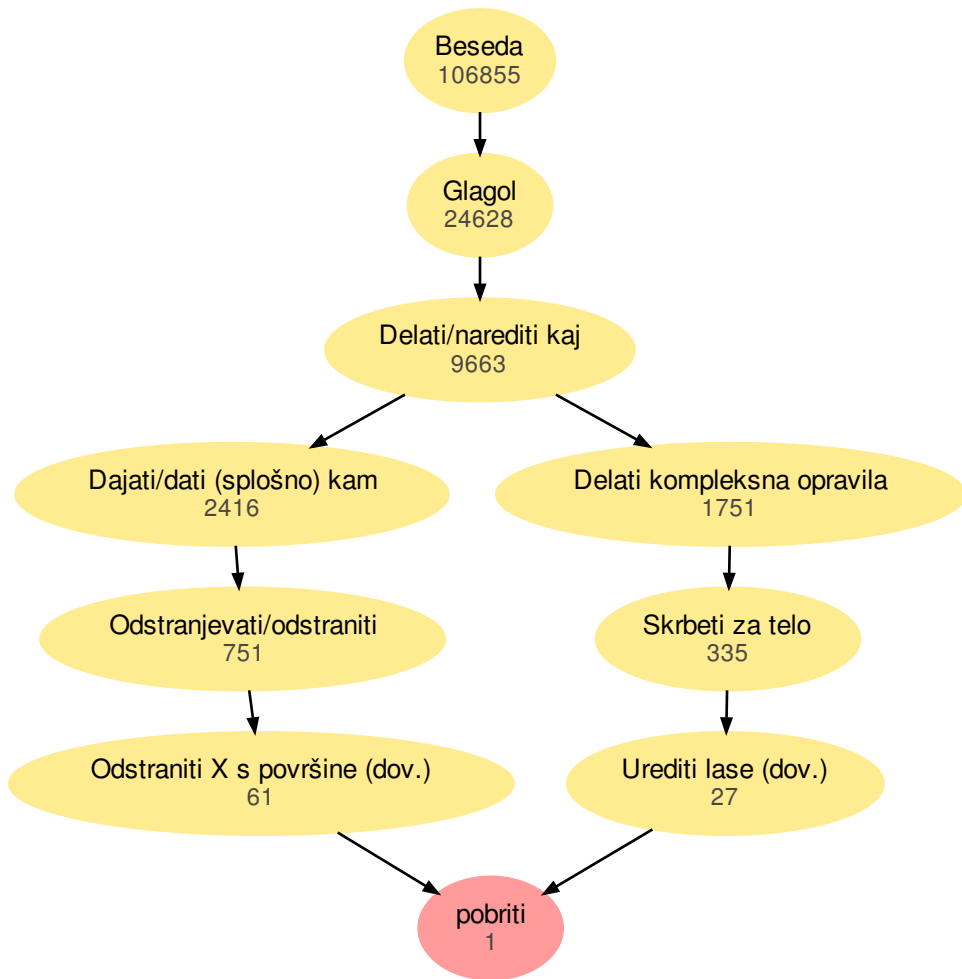 Beseda
106855
Glagol
24628
Delati/narediti kaj
9663
Dajati/dati (splošno) kam
2416
Delati kompleksna opravila
1751
Odstranjevati/odstraniti
751
Skrbeti za telo
335
Odstraniti X s površine (dov.)
61
Urediti lase (dov.)
27
pobriti
1